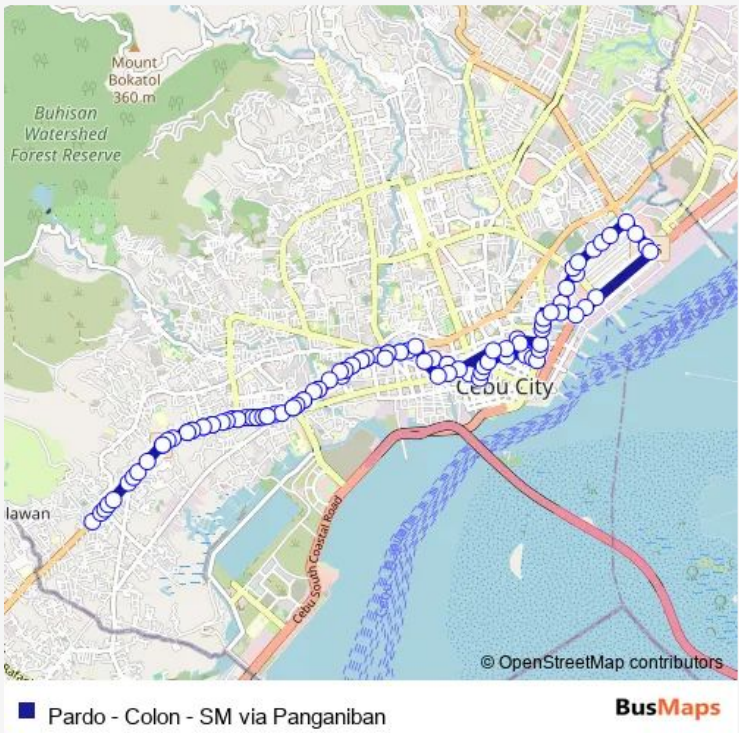 Mount
Bokatol
360 m
Buhisan
Watershed
Forest Reserve
Cebu City
lawan
Cebu South Coastal Road
© OpenStreetMap contributors
Pardo - Colon - SM via Panganiban
BusMaps